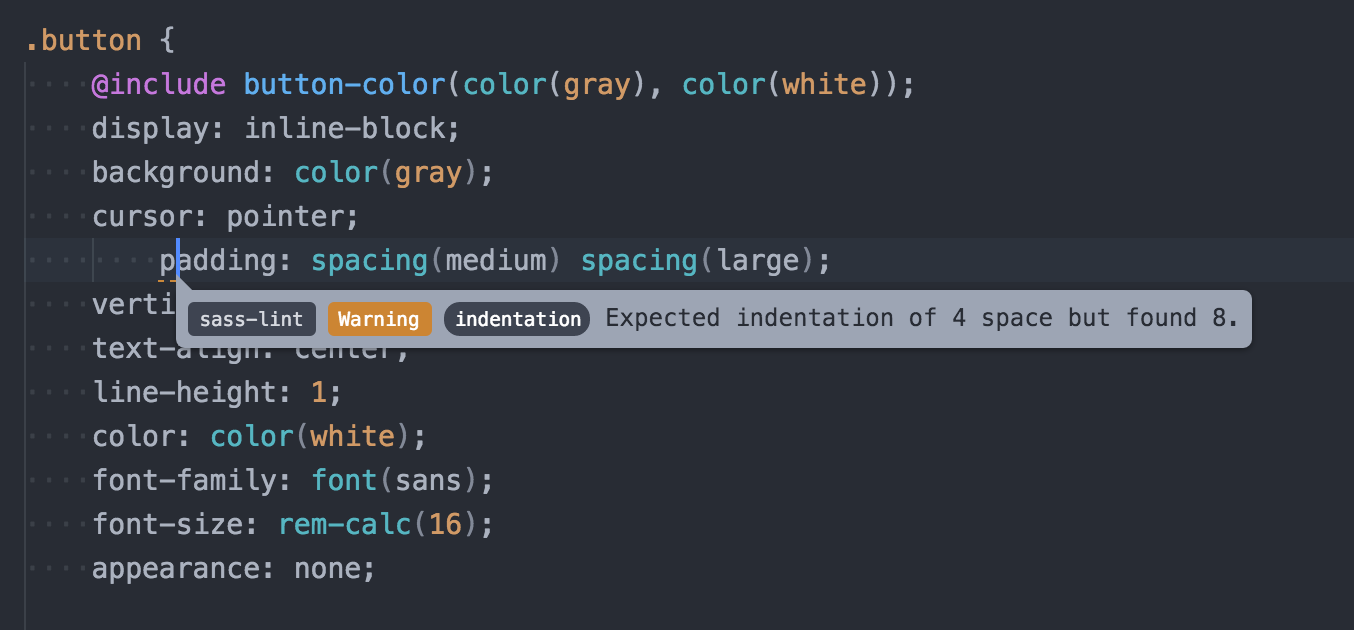 .button {
@include button-color(color(gray), color(white));
display: inline-block;
background: color(gray);
cursor: pointer;
padding: spacing(medium) spacing(large);
verti
sass-lint Warning indentation Expected indentation of 4 space but found 8.
text-align: center;
line-height: 1;
color: color(white);
font-family: font(sans);
font-size: rem-calc(16);
appearance: none;